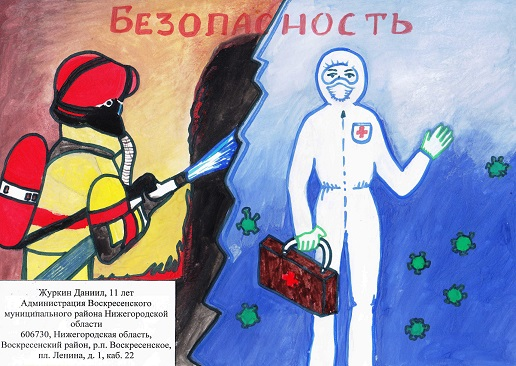 Безопасность
Журкин Даниил, 11 лет
Администрация Воскресенского
муниципального района Нижегородской
области
606730, Нижегородская область,
Воскресенский район, р.п. Воскресенское,
пл. Ленина, д. 1, каб. 22